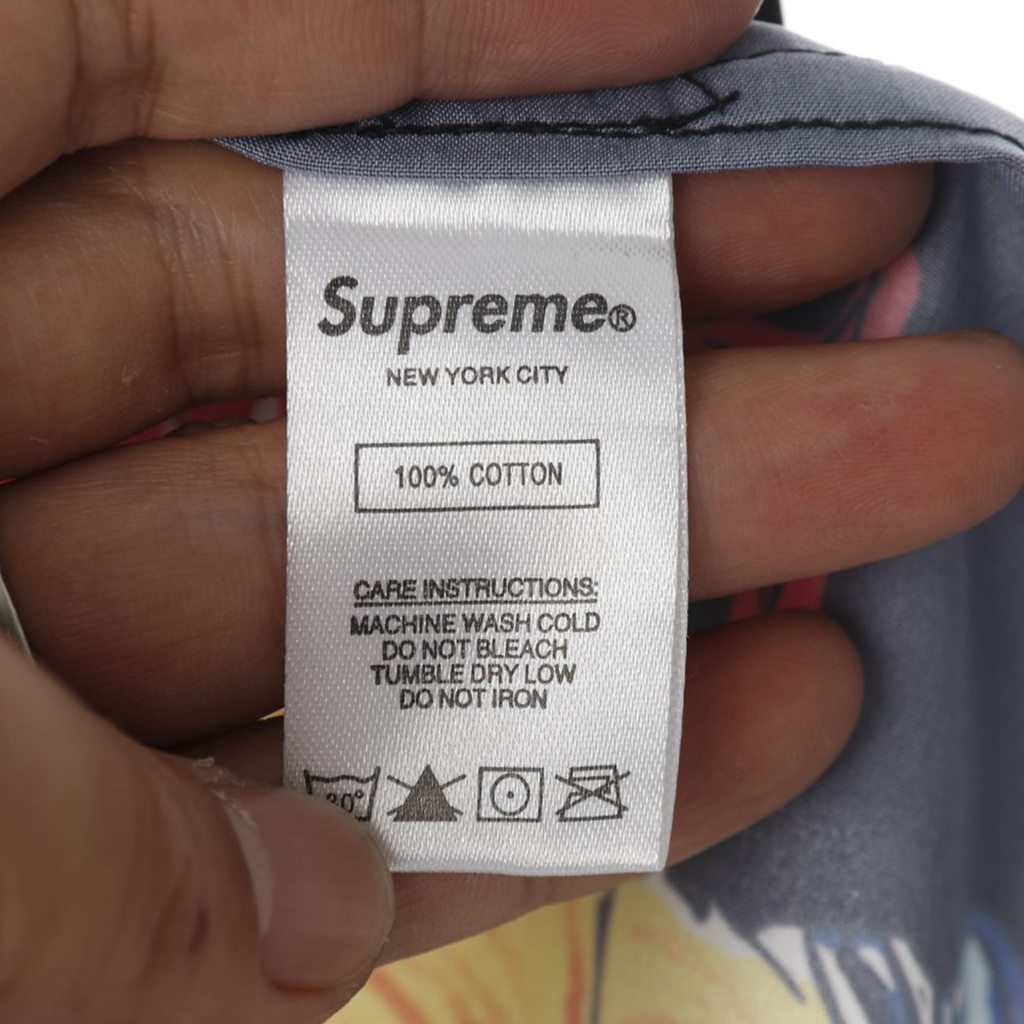 Supreme®
NEW YORK CITY
100% COTTON
CARE INSTRUCTIONS:
MACHINE WASH COLD
DO NOT BLEACH
TUMBLE DRY LOW
DO NOT IRON
30°